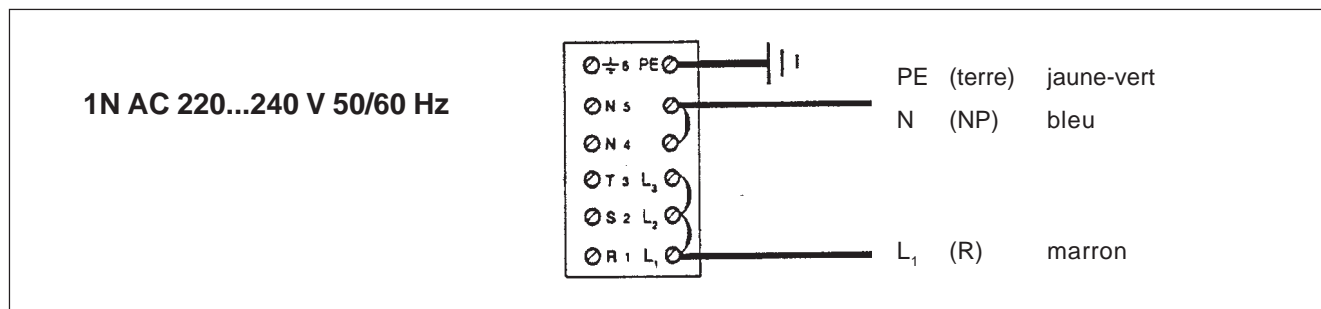 1N AC 220...240 V 50/60 Hz
⏚ 6 PE
N 5
N 4
T 3 L3
S 2 L2
R 1 L1
PE (terre) jaune-vert
N (NP) bleu
L1 (R) marron